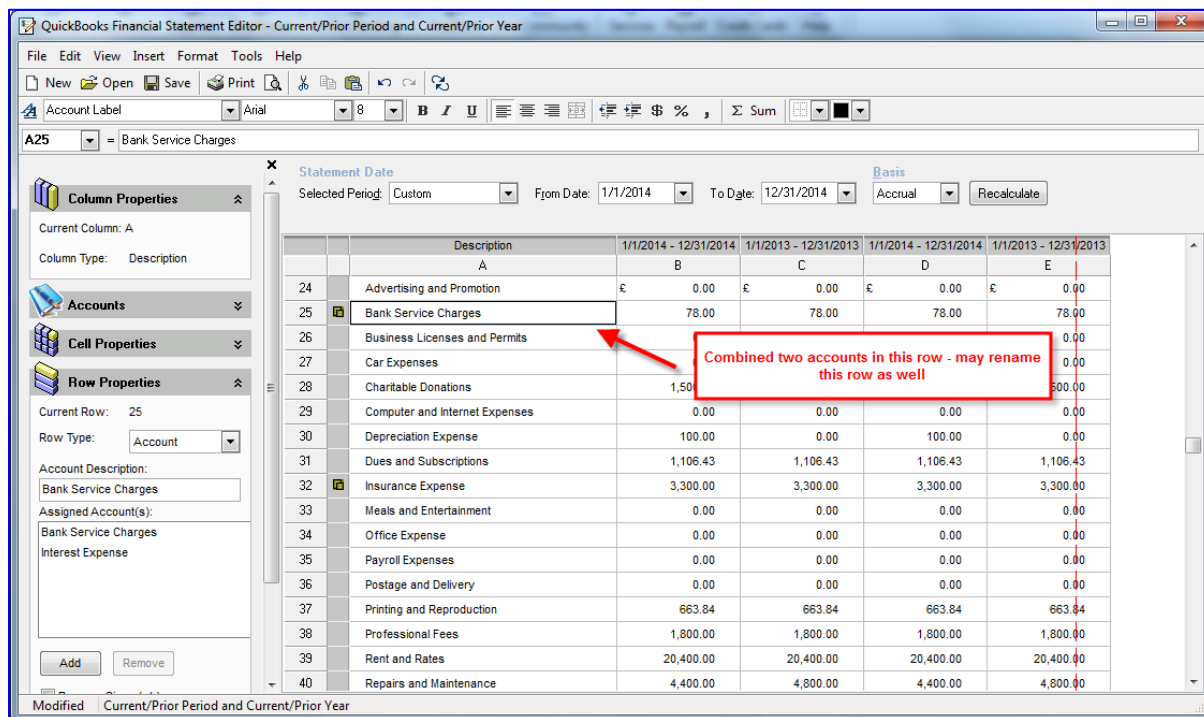 QuickBooks Financial Statement Editor - Current/Prior Period and Current/Prior Year
File Edit View Insert Format Tools Help
New Open Save Print
Account Label Arial 8 B I U $ % , Σ Sum
A25 = Bank Service Charges
Column Properties
Current Column: A
Column Type: Description
Accounts
Cell Properties
Row Properties
Current Row: 25
Row Type: Account
Account Description:
Bank Service Charges
Assigned Account(s):
Bank Service Charges
Interest Expense
Add Remove
Statement Date Basis
Selected Period: Custom From Date: 1/1/2014 To Date: 12/31/2014 Accrual Recalculate
Description 1/1/2014 - 12/31/2014 1/1/2013 - 12/31/2013 1/1/2014 - 12/31/2014 1/1/2013 - 12/31/2013
A B C D E
24 Advertising and Promotion £ 0.00 £ 0.00 £ 0.00 £ 0.00
25 Bank Service Charges 78.00 78.00 78.00 78.00
26 Business Licenses and Permits 0.00
27 Car Expenses 0.00
Combined two accounts in this row - may rename
this row as well
28 Charitable Donations 1,50 500.00
29 Computer and Internet Expenses 0.00 0.00 0.00 0.00
30 Depreciation Expense 100.00 0.00 100.00 0.00
31 Dues and Subscriptions 1,106.43 1,106.43 1,106.43 1,106.43
32 Insurance Expense 3,300.00 3,300.00 3,300.00 3,300.00
33 Meals and Entertainment 0.00 0.00 0.00 0.00
34 Office Expense 0.00 0.00 0.00 0.00
35 Payroll Expenses 0.00 0.00 0.00 0.00
36 Postage and Delivery 0.00 0.00 0.00 0.00
37 Printing and Reproduction 663.84 663.84 663.84 663.84
38 Professional Fees 1,800.00 1,800.00 1,800.00 1,800.00
39 Rent and Rates 20,400.00 20,400.00 20,400.00 20,400.00
40 Repairs and Maintenance 4,400.00 4,800.00 4,400.00 4,800.00
Modified Current/Prior Period and Current/Prior Year